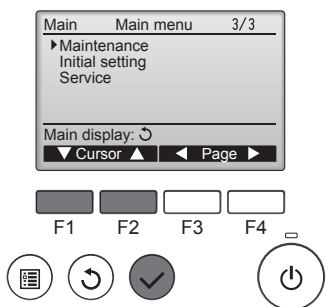 Main Main menu 3/3
Maintenance
Initial setting
Service
Main display:
Cursor Page
F1 F2 F3 F4